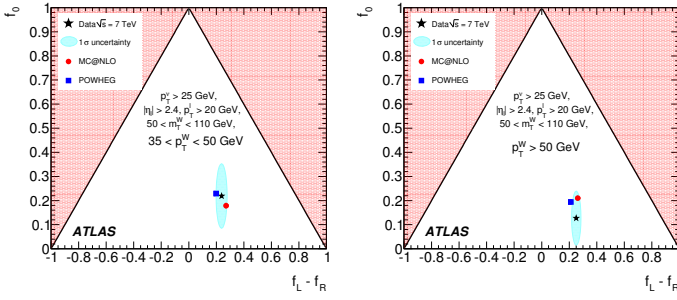 f₀
1
0.9
0.8
0.7
0.6
0.5
0.4
0.3
0.2
0.1
0
Data√s = 7 TeV
1σ uncertainty
MC@NLO
POWHEG
p_T^ν > 25 GeV,
|η_l| > 2.4, p_T^l > 20 GeV,
50 < m_T^W < 110 GeV,
35 < p_T^W < 50 GeV
ATLAS
-1 -0.8 -0.6 -0.4 -0.2 0 0.2 0.4 0.6 0.8 1
f_L - f_R
f₀
1
0.9
0.8
0.7
0.6
0.5
0.4
0.3
0.2
0.1
0
Data√s = 7 TeV
1σ uncertainty
MC@NLO
POWHEG
p_T^ν > 25 GeV,
|η_l| > 2.4, p_T^l > 20 GeV,
50 < m_T^W < 110 GeV,
p_T^W > 50 GeV
ATLAS
-1 -0.8 -0.6 -0.4 -0.2 0 0.2 0.4 0.6 0.8
f_L - f_R